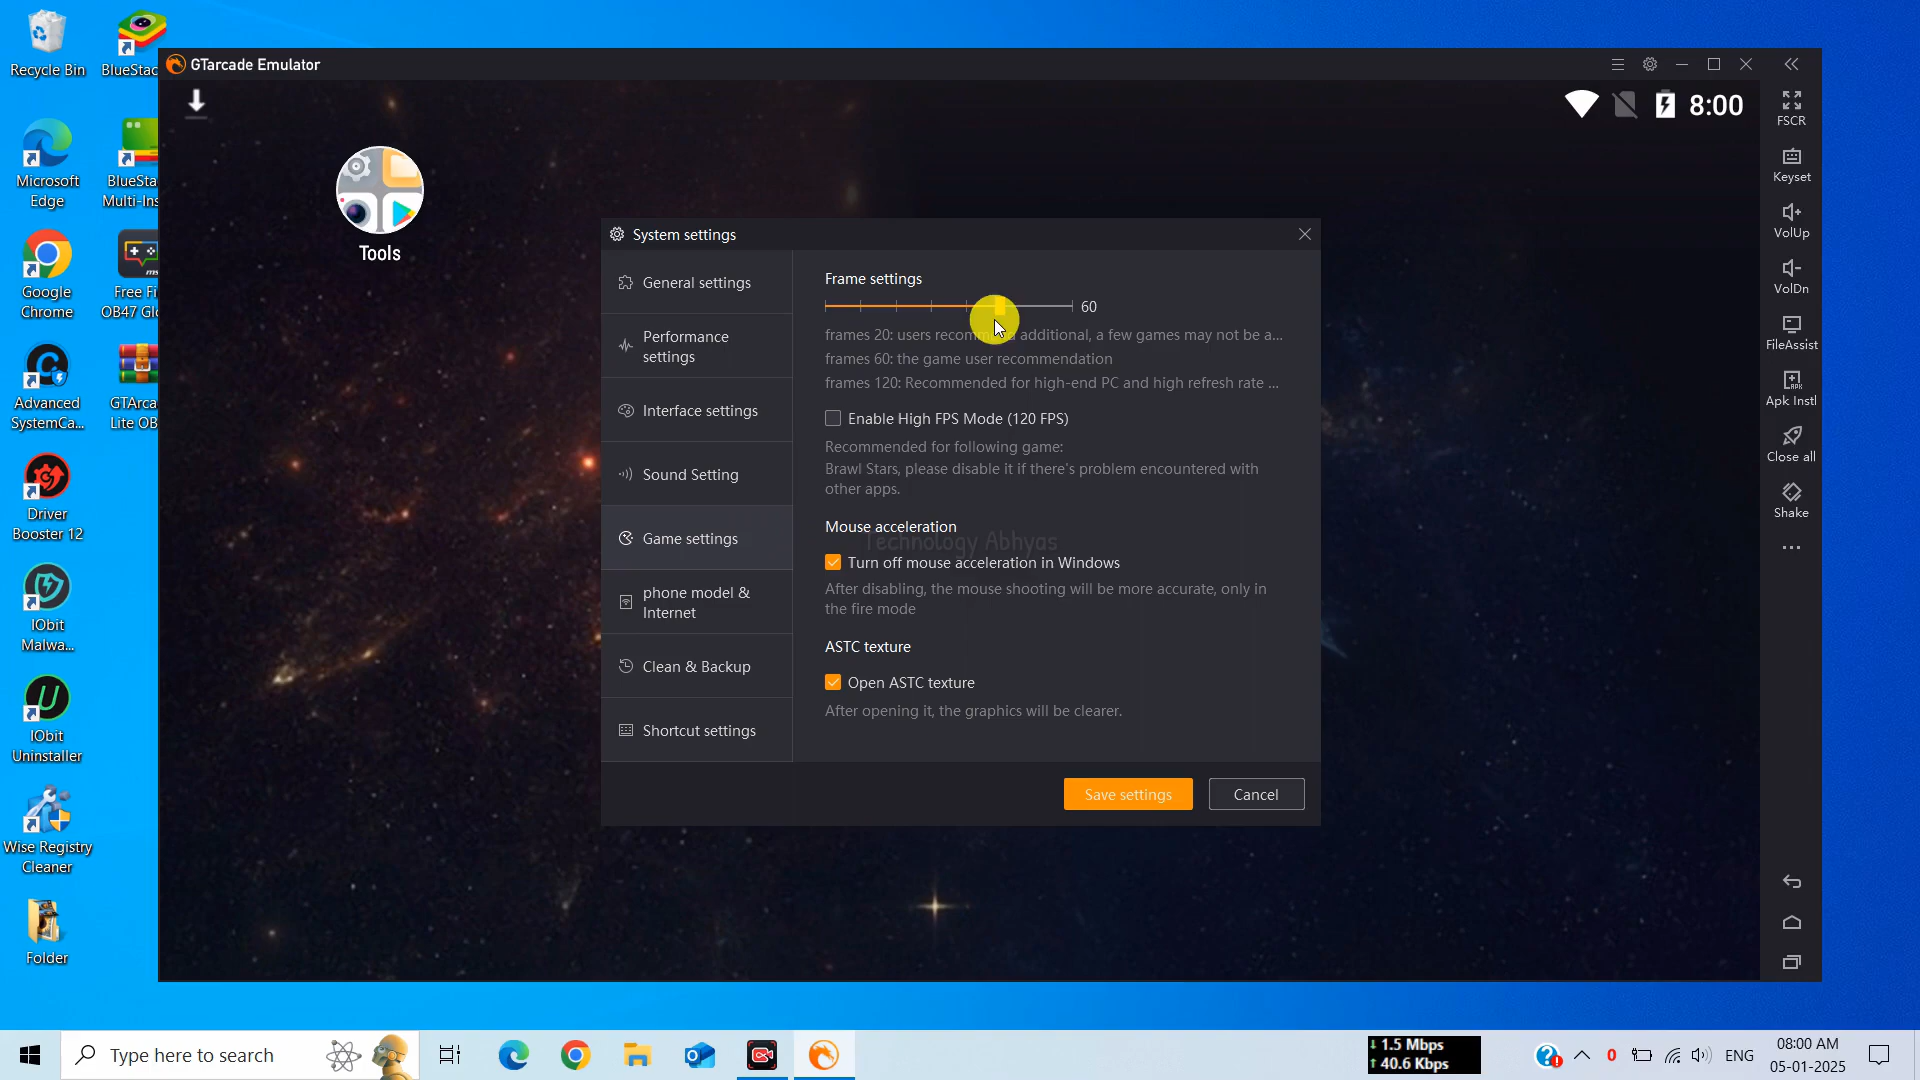 Recycle Bin
BlueStac
Microsoft
Edge
BlueSta
Multi-Ins
Google
Chrome
Free Fi
OB47 Glo
Advanced
SystemCa...
GTArca
Lite OB
Driver
Booster 12
IObit
Malwa...
IObit
Uninstaller
Wise Registry
Cleaner
Folder
GTarcade Emulator
8:00
Tools
System settings
General settings
Performance
settings
Interface settings
Sound Setting
Game settings
phone model &
Internet
Clean & Backup
Shortcut settings
Frame settings
60
frames 20: users recommend additional, a few games may not be a...
frames 60: the game user recommendation
frames 120: Recommended for high-end PC and high refresh rate ...
Enable High FPS Mode (120 FPS)
Recommended for following game:
Brawl Stars, please disable it if there's problem encountered with
other apps.
Mouse acceleration
Technology Abhyas
Turn off mouse acceleration in Windows
After disabling, the mouse shooting will be more accurate, only in
the fire mode
ASTC texture
Open ASTC texture
After opening it, the graphics will be clearer.
Save settings
Cancel
FSCR
Keyset
VolUp
VolDn
FileAssist
Apk Instl
Close all
Shake
Type here to search
1.5 Mbps
40.6 Kbps
0
ENG
08:00 AM
05-01-2025